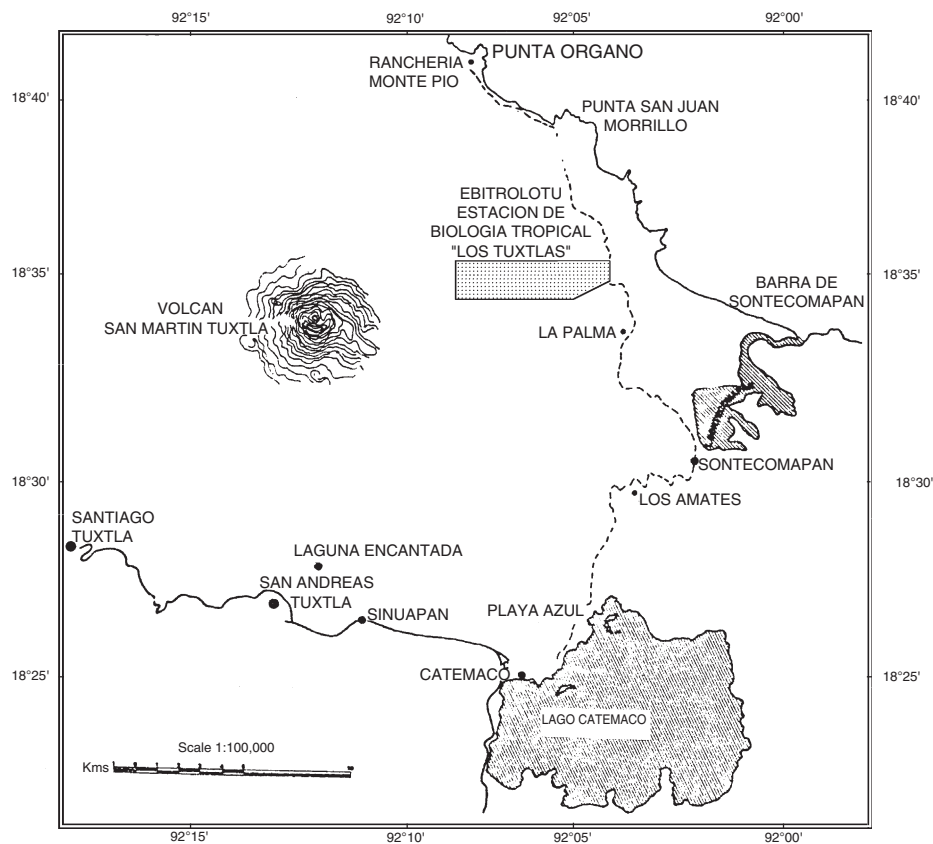 92°15' 92°10' 92°05' 92°00'
PUNTA ORGANO
RANCHERIA
MONTE PIO
18°40' 18°40'
PUNTA SAN JUAN
MORRILLO
EBITROLOTU
ESTACION DE
BIOLOGIA TROPICAL
"LOS TUXTLAS"
18°35' 18°35'
BARRA DE
SONTECOMAPAN
VOLCAN
SAN MARTIN TUXTLA
LA PALMA
SONTECOMAPAN
18°30' 18°30'
LOS AMATES
SANTIAGO
TUXTLA
LAGUNA ENCANTADA
SAN ANDREAS
TUXTLA
SINUAPAN
PLAYA AZUL
CATEMACO
18°25' 18°25'
LAGO CATEMACO
Scale 1:100,000
Kms
92°15' 92°10' 92°05' 92°00'